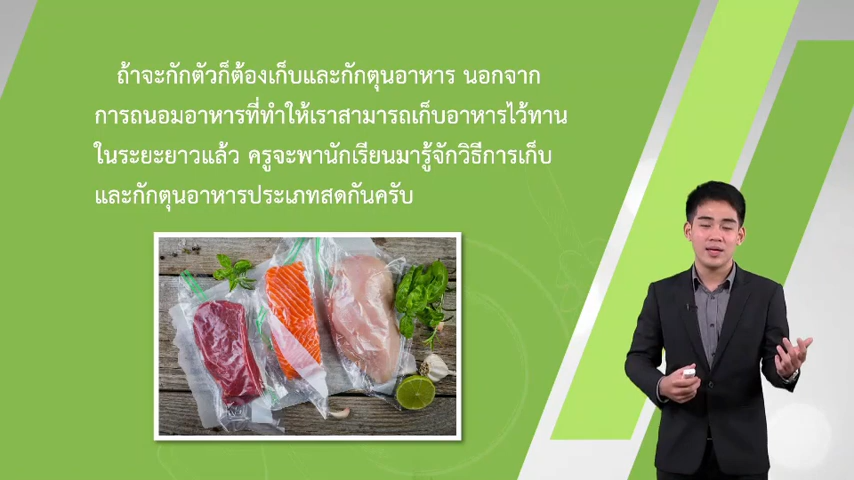 ถ้าจะกักตัวก็ต้องเก็บและกักตุนอาหาร นอกจาก
การถนอมอาหารที่ทำให้เราสามารถเก็บอาหารไว้ทาน
ในระยะยาวแล้ว ครูจะพานักเรียนมารู้จักวิธีการเก็บ
และกักตุนอาหารประเภทสดกันครับ